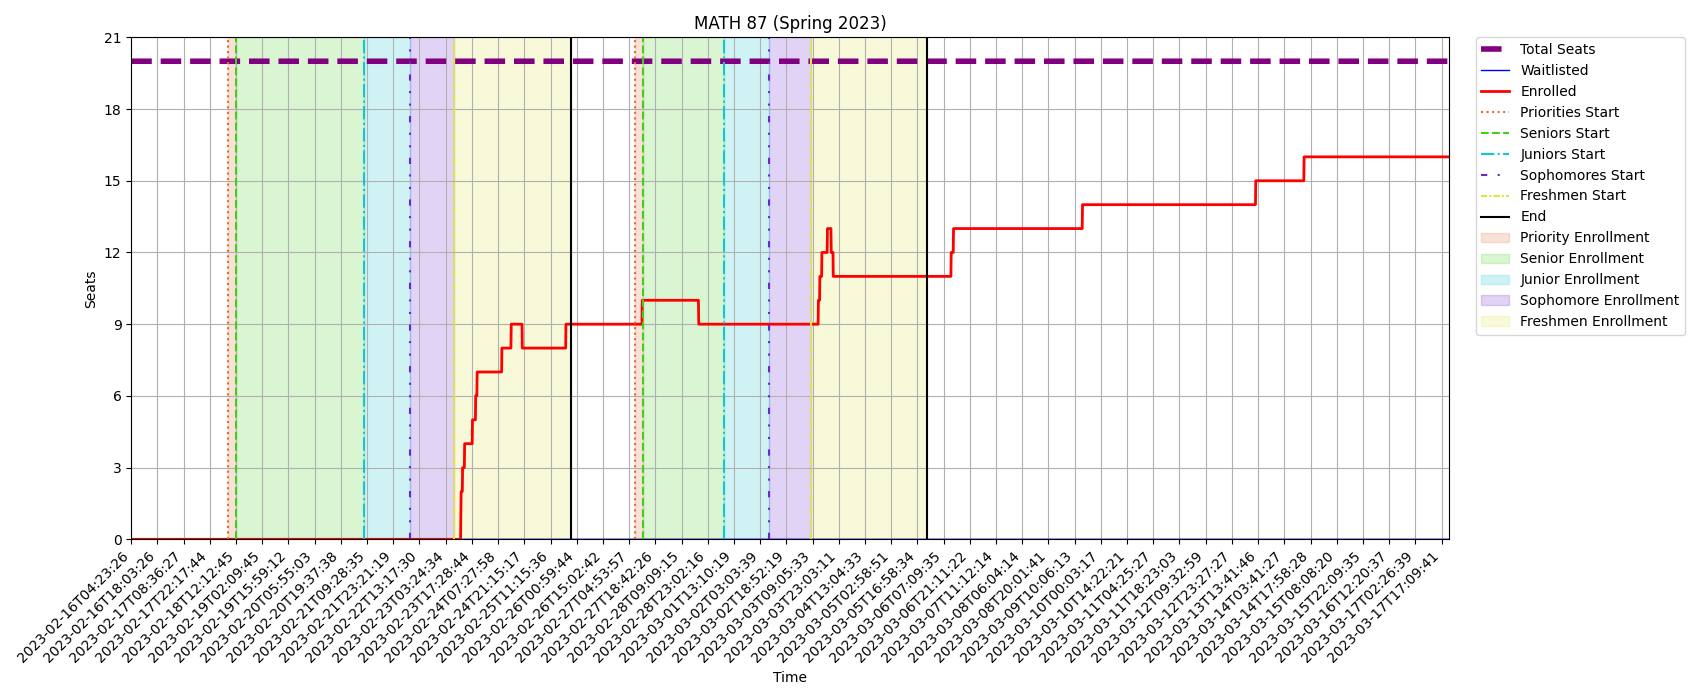 MATH 87 (Spring 2023)
21
18
15
12
9
6
3
0
Seats
2023-02-16T04:23:26
2023-02-16T18:03:26
2023-02-17T08:36:27
2023-02-17T22:17:44
2023-02-18T12:12:45
2023-02-19T02:09:45
2023-02-19T15:59:12
2023-02-20T05:55:03
2023-02-20T19:37:38
2023-02-21T09:28:35
2023-02-21T23:21:19
2023-02-22T13:17:30
2023-02-23T03:24:34
2023-02-23T17:28:44
2023-02-24T07:27:58
2023-02-24T21:15:17
2023-02-25T11:15:36
2023-02-26T00:59:44
2023-02-26T15:02:42
2023-02-27T04:53:57
2023-02-27T18:42:26
2023-02-28T09:09:15
2023-02-28T23:02:16
2023-03-01T13:10:19
2023-03-02T03:03:39
2023-03-02T18:52:19
2023-03-03T09:05:33
2023-03-03T23:03:11
2023-03-04T13:04:33
2023-03-05T02:58:51
2023-03-05T16:58:34
2023-03-06T07:09:35
2023-03-06T21:11:22
2023-03-07T11:12:14
2023-03-08T06:04:14
2023-03-08T20:01:41
2023-03-09T10:06:13
2023-03-10T00:03:17
2023-03-10T14:22:21
2023-03-11T04:25:27
2023-03-11T18:23:03
2023-03-12T09:32:59
2023-03-12T23:27:27
2023-03-13T13:41:46
2023-03-14T03:41:27
2023-03-14T17:58:28
2023-03-15T08:08:20
2023-03-15T22:09:35
2023-03-16T12:20:37
2023-03-17T02:26:39
2023-03-17T17:09:41
Time
Total Seats
Waitlisted
Enrolled
Priorities Start
Seniors Start
Juniors Start
Sophomores Start
Freshmen Start
End
Priority Enrollment
Senior Enrollment
Junior Enrollment
Sophomore Enrollment
Freshmen Enrollment